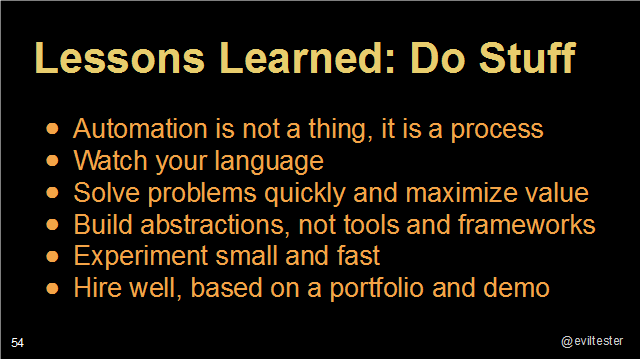 Lessons Learned: Do Stuff
● Automation is not a thing, it is a process
● Watch your language
● Solve problems quickly and maximize value
● Build abstractions, not tools and frameworks
● Experiment small and fast
● Hire well, based on a portfolio and demo
54
@eviltester